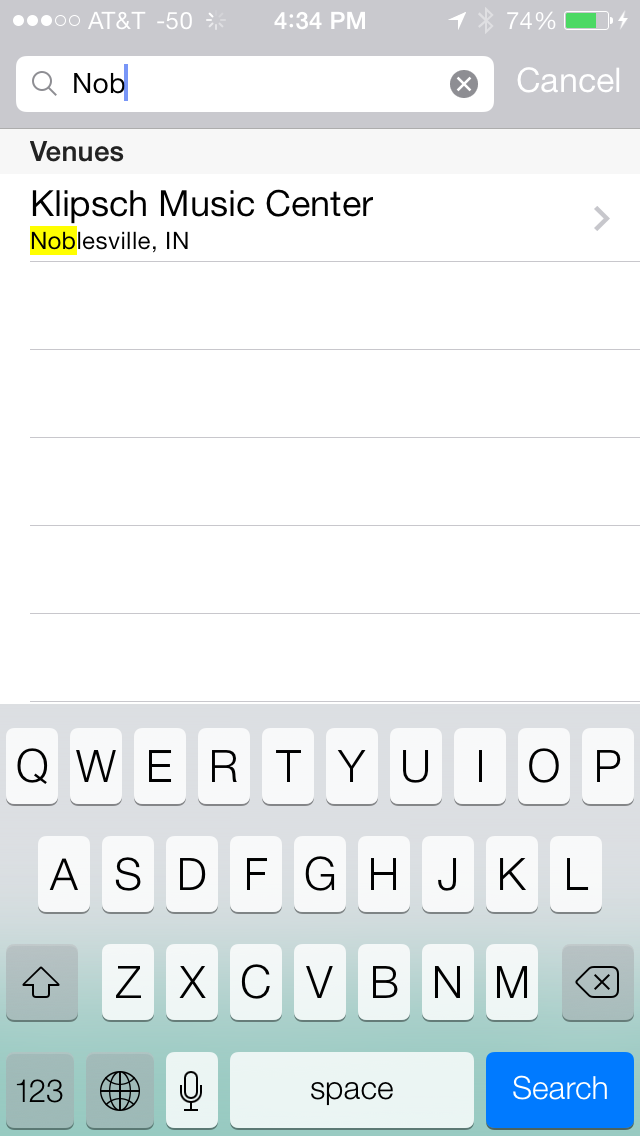 AT&T -50 4:34 PM 74%
Nob Cancel
Venues
Klipsch Music Center
Noblesville, IN
Q W E R T Y U I O P
A S D F G H J K L
Z X C V B N M
123 space Search